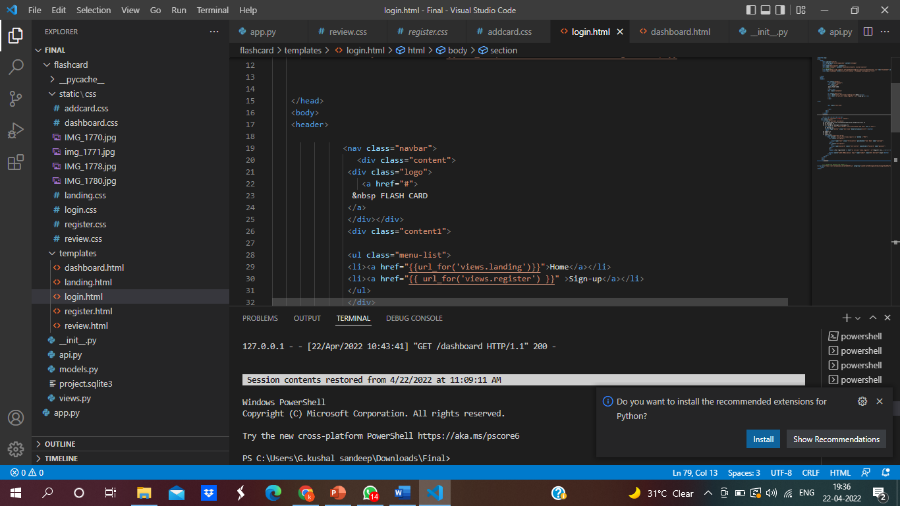 File Edit Selection View Go Run Terminal Help login.html - Final - Visual Studio Code
EXPLORER ···
FINAL
flashcard
__pycache__
static \ css
addcard.css
dashboard.css
IMG_1770.jpg
img_1771.jpg
IMG_1778.jpg
IMG_1780.jpg
landing.css
login.css
register.css
review.css
templates
dashboard.html
landing.html
login.html
register.html
review.html
__init__.py
api.py
models.py
project.sqlite3
views.py
app.py
OUTLINE
TIMELINE
app.py review.css register.css addcard.css login.html dashboard.html __init__.py api.py
flashcard > templates > login.html > html > body > section
12
13
14
15 </head>
16 <body>
17 <header>
18
19 <nav class="navbar">
20 <div class="content">
21 <div class="logo">
22 <a href="#">
23 &nbsp FLASH CARD
24 </a>
25 </div></div>
26 <div class="content1">
27
28 <ul class="menu-list">
29 <li><a href="{{url_for('views.landing')}}">Home</a></li>
30 <li><a href="{{ url_for('views.register') }}" >Sign-up</a></li>
31 </ul>
32 </div>
PROBLEMS OUTPUT TERMINAL DEBUG CONSOLE
127.0.0.1 - - [22/Apr/2022 10:43:41] "GET /dashboard HTTP/1.1" 200 -
Session contents restored from 4/22/2022 at 11:09:11 AM
Windows PowerShell
Copyright (C) Microsoft Corporation. All rights reserved.
Try the new cross-platform PowerShell https://aka.ms/pscore6
PS C:\Users\G.kushal sandeep\Downloads\Final>
powershell
powershell
powershell
powershell
Do you want to install the recommended extensions for
Python?
Install Show Recommendations
0 0 Ln 79, Col 13 Spaces: 3 UTF-8 CRLF HTML
14 31°C Clear ENG 19:36
22-04-2022 2